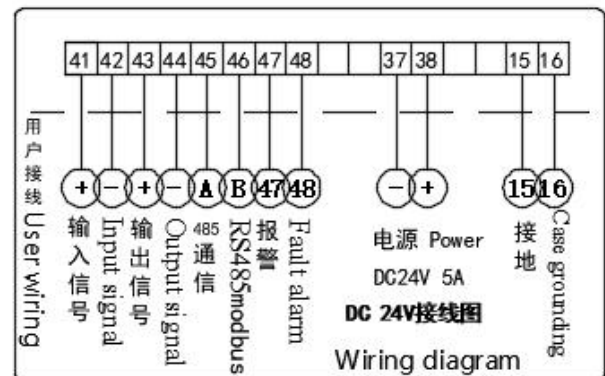 41 42 43 44 45 46 47 48 37 38 15 16
用户接线 User wiring
+ - + - A B 47 48 - + 15 16
输入信号
Input signal
输出信号
Output signal
485
通信
RS485modbus
报警
Fault alarm
电源 Power
DC24V 5A
DC 24V接线图
Wiring diagram
接地
Case grounding